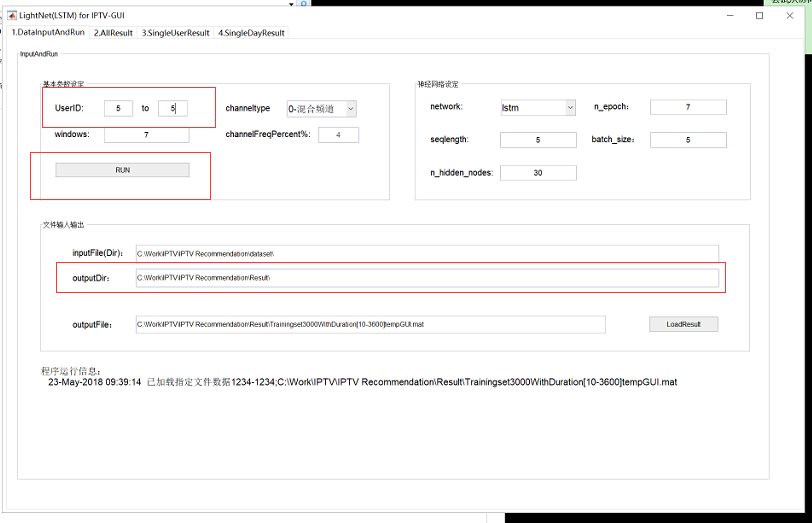 LightNet(LSTM) for IPTV-GUI
1.DataInputAndRun 2.AllResult 3.SingleUserResult 4.SingleDayResult
InputAndRun
基本参数设定
UserID: 5 to 5 channeltype 0-混合频道
windows: 7 channelFreqPercent%: 4
RUN
神经网络设定
network: lstm n_epoch: 7
seqlength: 5 batch_size: 5
n_hidden_nodes: 30
文件输入输出
inputFile(Dir): C:\Work\IPTV\IPTV Recommendation\dataset\
outputDir: C:\Work\IPTV\IPTV Recommendation\Result\
outputFile: C:\Work\IPTV\IPTV Recommendation\Result\Trainingset3000WithDuration[10-3600]tempGUI.mat LoadResult
程序运行信息:
23-May-2018 09:39:14 已加载指定文件数据1234-1234;C:\Work\IPTV\IPTV Recommendation\Result\Trainingset3000WithDuration[10-3600]tempGUI.mat